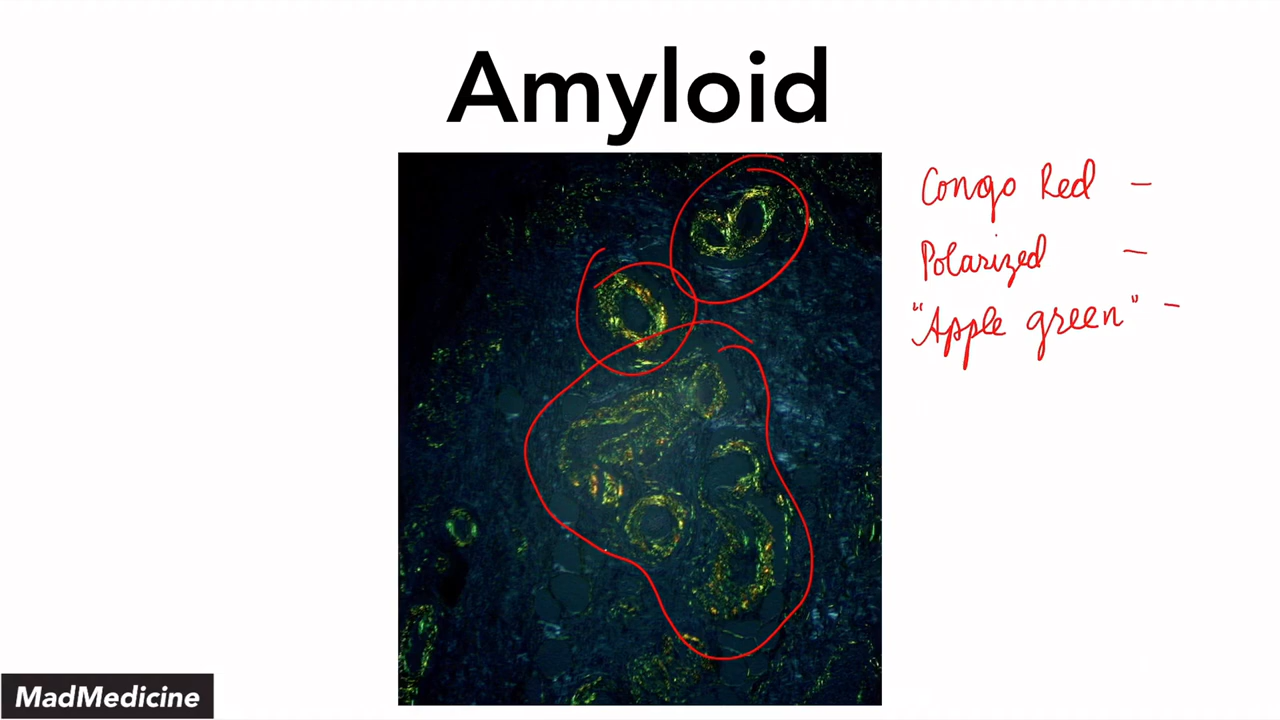 Amyloid
Congo Red –
Polarized –
"Apple green" –
MadMedicine